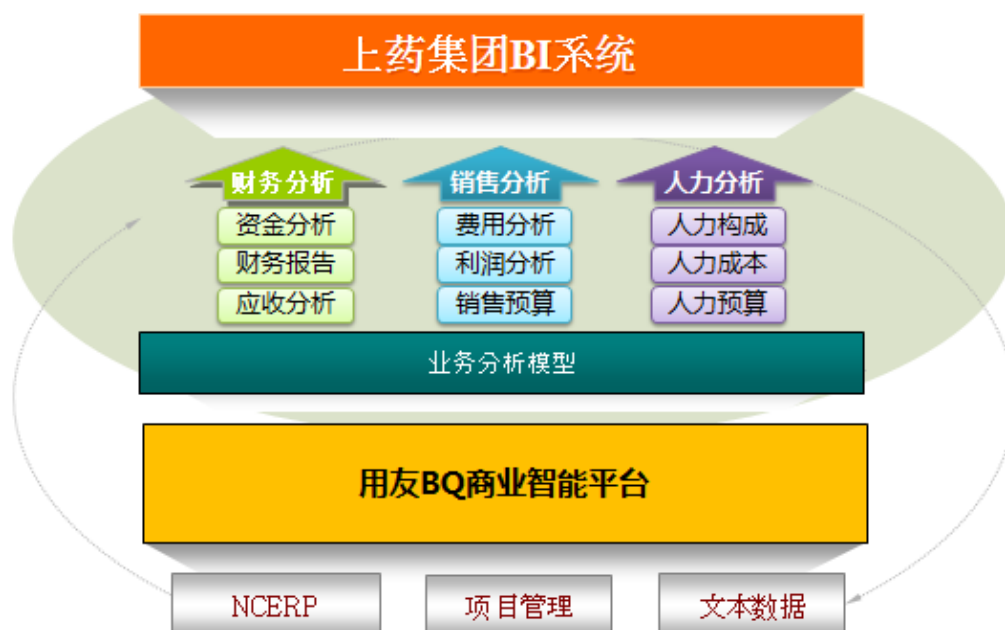 上药集团BI系统
财务分析 销售分析 人力分析
资金分析 费用分析 人力构成
财务报告 利润分析 人力成本
应收分析 销售预算 人力预算
业务分析模型
用友BQ商业智能平台
NCERP 项目管理 文本数据